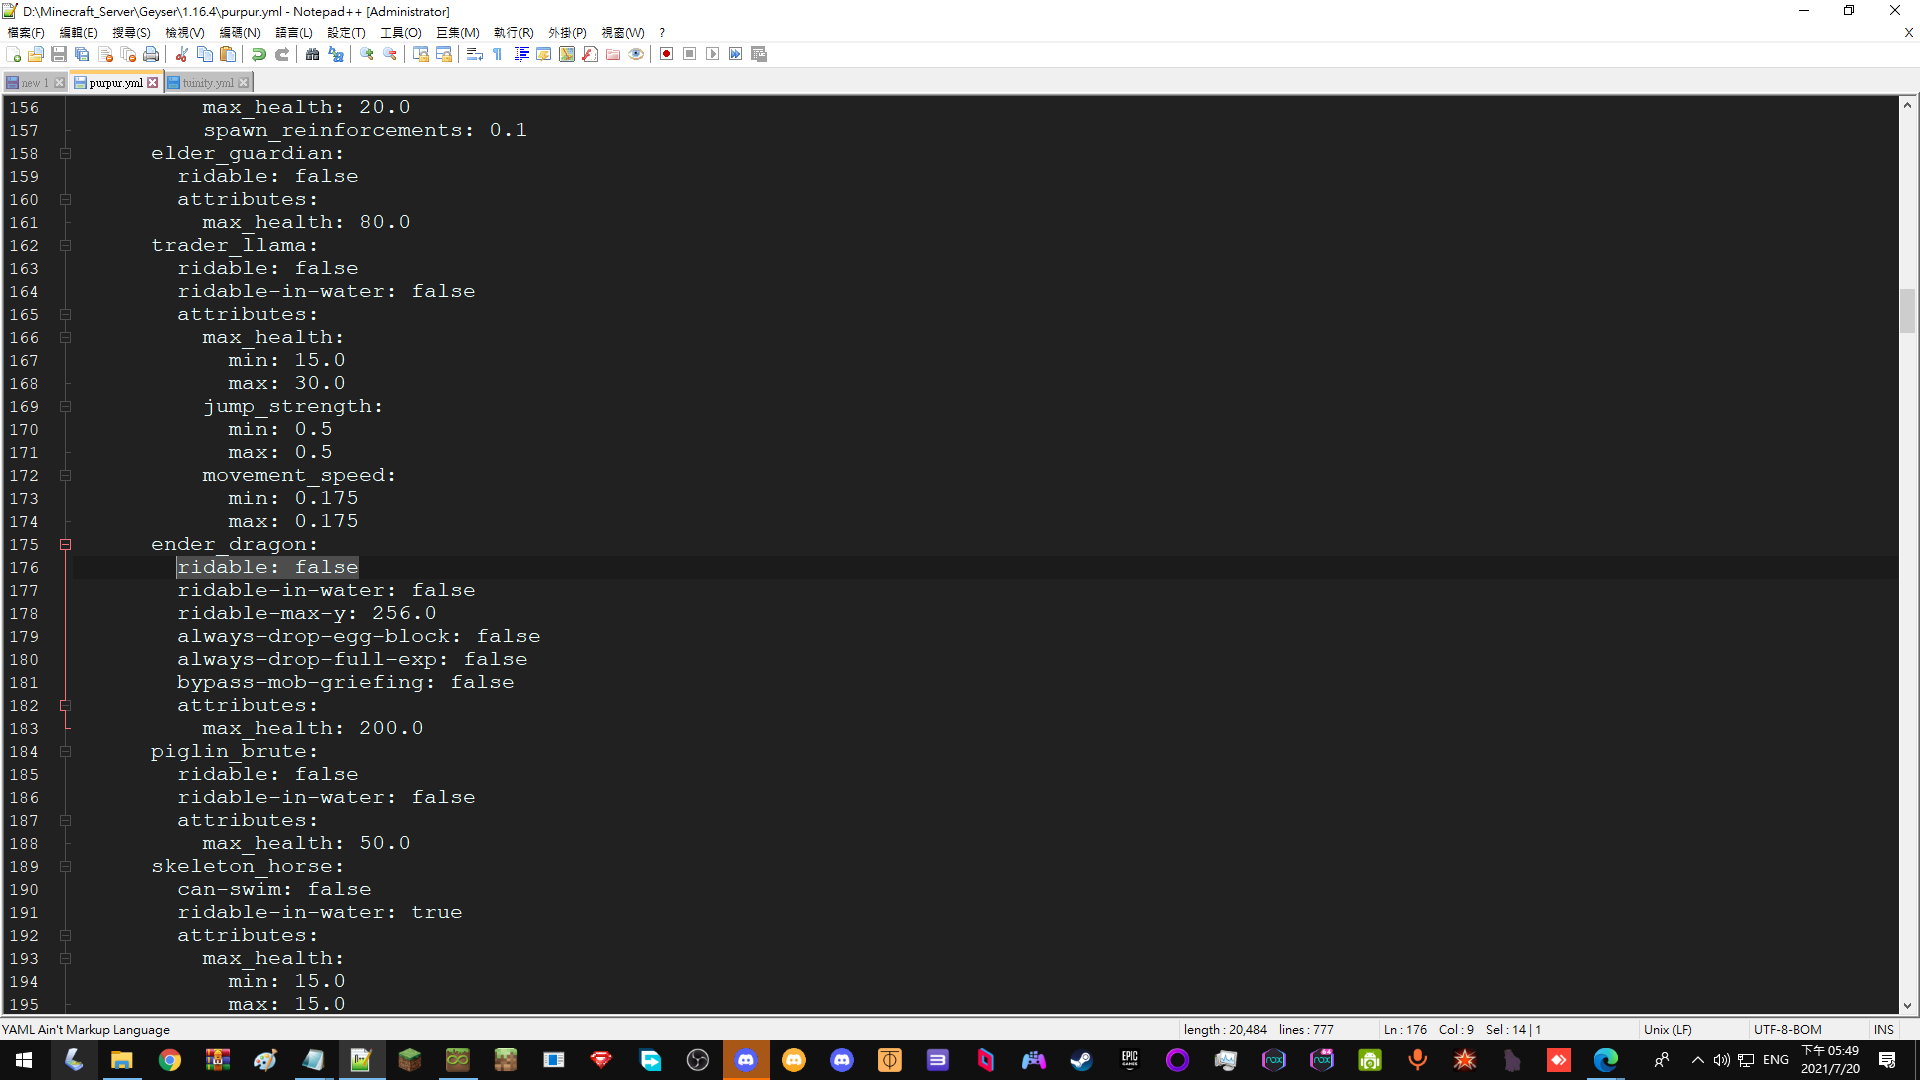 D:\Minecraft_Server\Geyser\1.16.4\purpur.yml - Notepad++ [Administrator]
檔案(F) 編輯(E) 搜尋(S) 檢視(V) 編碼(N) 語言(L) 設定(T) 工具(O) 巨集(M) 執行(R) 外掛(P) 視窗(W) ? X
new 1 purpur.yml tuinity.yml
156 max_health: 20.0
157 spawn_reinforcements: 0.1
158 elder_guardian:
159 ridable: false
160 attributes:
161 max_health: 80.0
162 trader_llama:
163 ridable: false
164 ridable-in-water: false
165 attributes:
166 max_health:
167 min: 15.0
168 max: 30.0
169 jump_strength:
170 min: 0.5
171 max: 0.5
172 movement_speed:
173 min: 0.175
174 max: 0.175
175 ender_dragon:
176 ridable: false
177 ridable-in-water: false
178 ridable-max-y: 256.0
179 always-drop-egg-block: false
180 always-drop-full-exp: false
181 bypass-mob-griefing: false
182 attributes:
183 max_health: 200.0
184 piglin_brute:
185 ridable: false
186 ridable-in-water: false
187 attributes:
188 max_health: 50.0
189 skeleton_horse:
190 can-swim: false
191 ridable-in-water: true
192 attributes:
193 max_health:
194 min: 15.0
195 max: 15.0
YAML Ain't Markup Language length : 20,484 lines : 777 Ln : 176 Col : 9 Sel : 14 | 1 Unix (LF) UTF-8-BOM INS
EPIC GAMES ENG 下午 05:49
2021/7/20